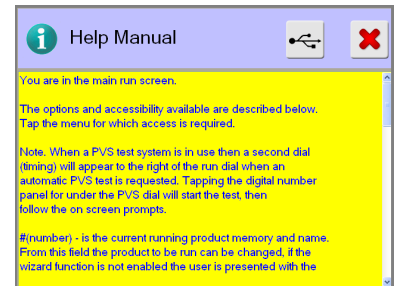 Help Manual
You are in the main run screen.
The options and accessibility available are described below.
Tap the menu for which access is required.
Note. When a PVS test system is in use then a second dial
(timing) will appear to the right of the run dial when an
automatic PVS test is requested. Tapping the digital number
panel for under the PVS dial will start the test, then
follow the on screen prompts.
#(number) - is the current running product memory and name.
From this field the product to be run can be changed, if the
wizard function is not enabled the user is presented with the